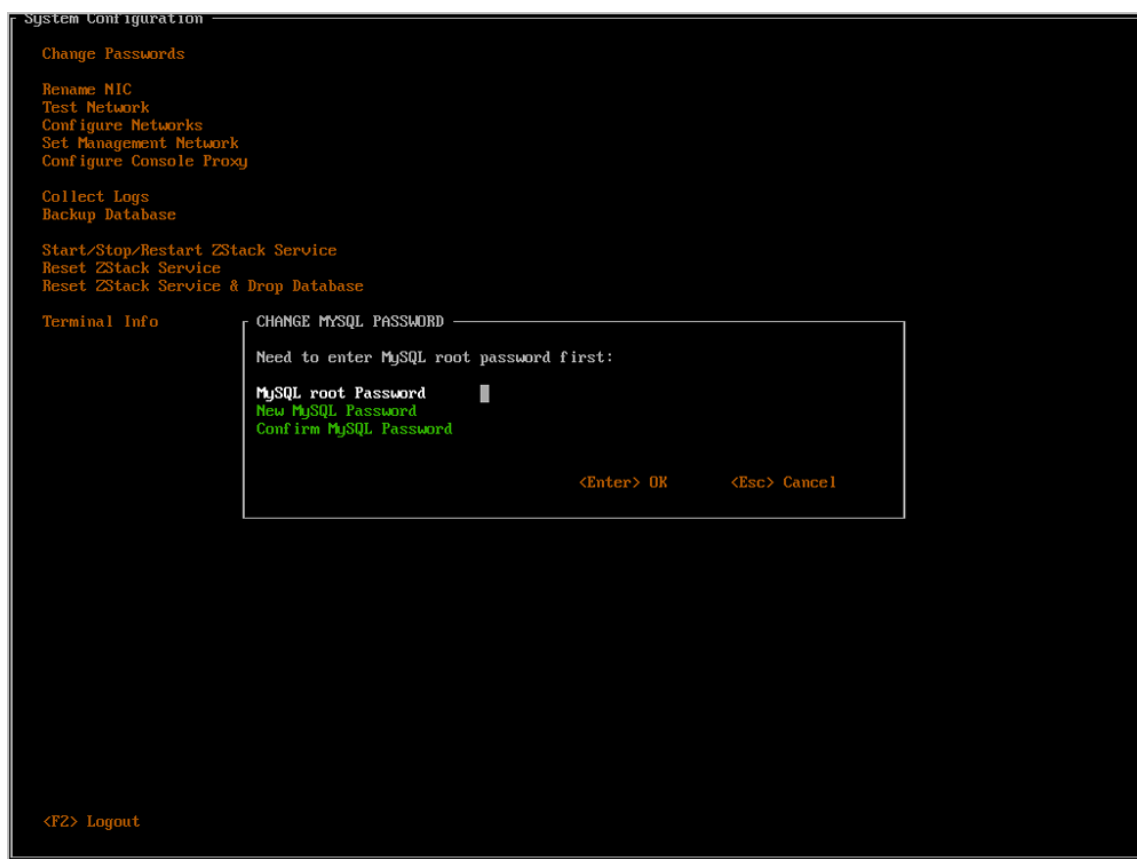 System Configuration
Change Passwords
Rename NIC
Test Network
Configure Networks
Set Management Network
Configure Console Proxy
Collect Logs
Backup Database
Start/Stop/Restart ZStack Service
Reset ZStack Service
Reset ZStack Service & Drop Database
Terminal Info
CHANGE MYSQL PASSWORD
Need to enter MySQL root password first:
MySQL root Password
New MySQL Password
Confirm MySQL Password
<Enter> OK <Esc> Cancel
<F2> Logout